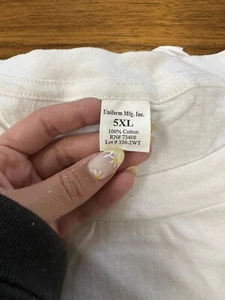 Uniform Mfg. Inc.
5XL
100% Cotton
RN# 73408
Lot # 320-2WT